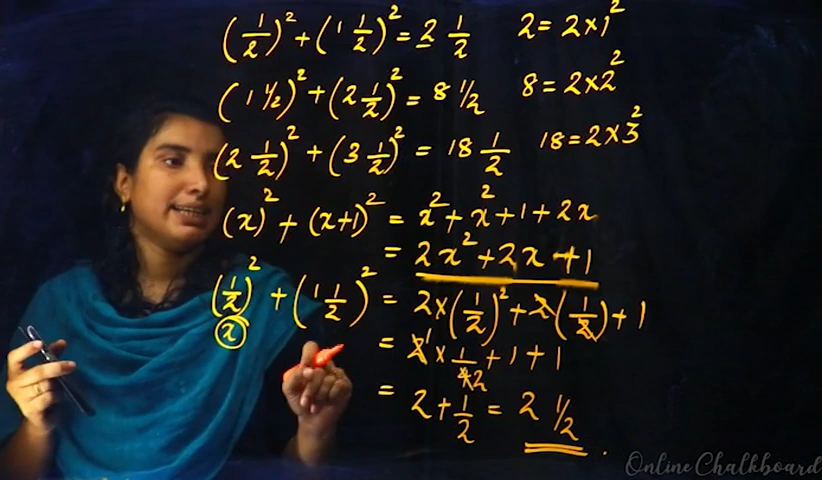 (1/2)² + (1 1/2)² = 2 1/2    2 = 2×1²
(1 1/2)² + (2 1/2)² = 8 1/2    8 = 2×2²
(2 1/2)² + (3 1/2)² = 18 1/2    18 = 2×3²
(x)² + (x+1)² = x² + x² + 1 + 2x
= 2x² + 2x + 1
(1/2)² + (1 1/2)² = 2×(1/2)² + 2(1/2) + 1
x
= 2 1 × 1/4 2 + 1 + 1
= 2 + 1/2 = 2 1/2.
OnlineChalkboard